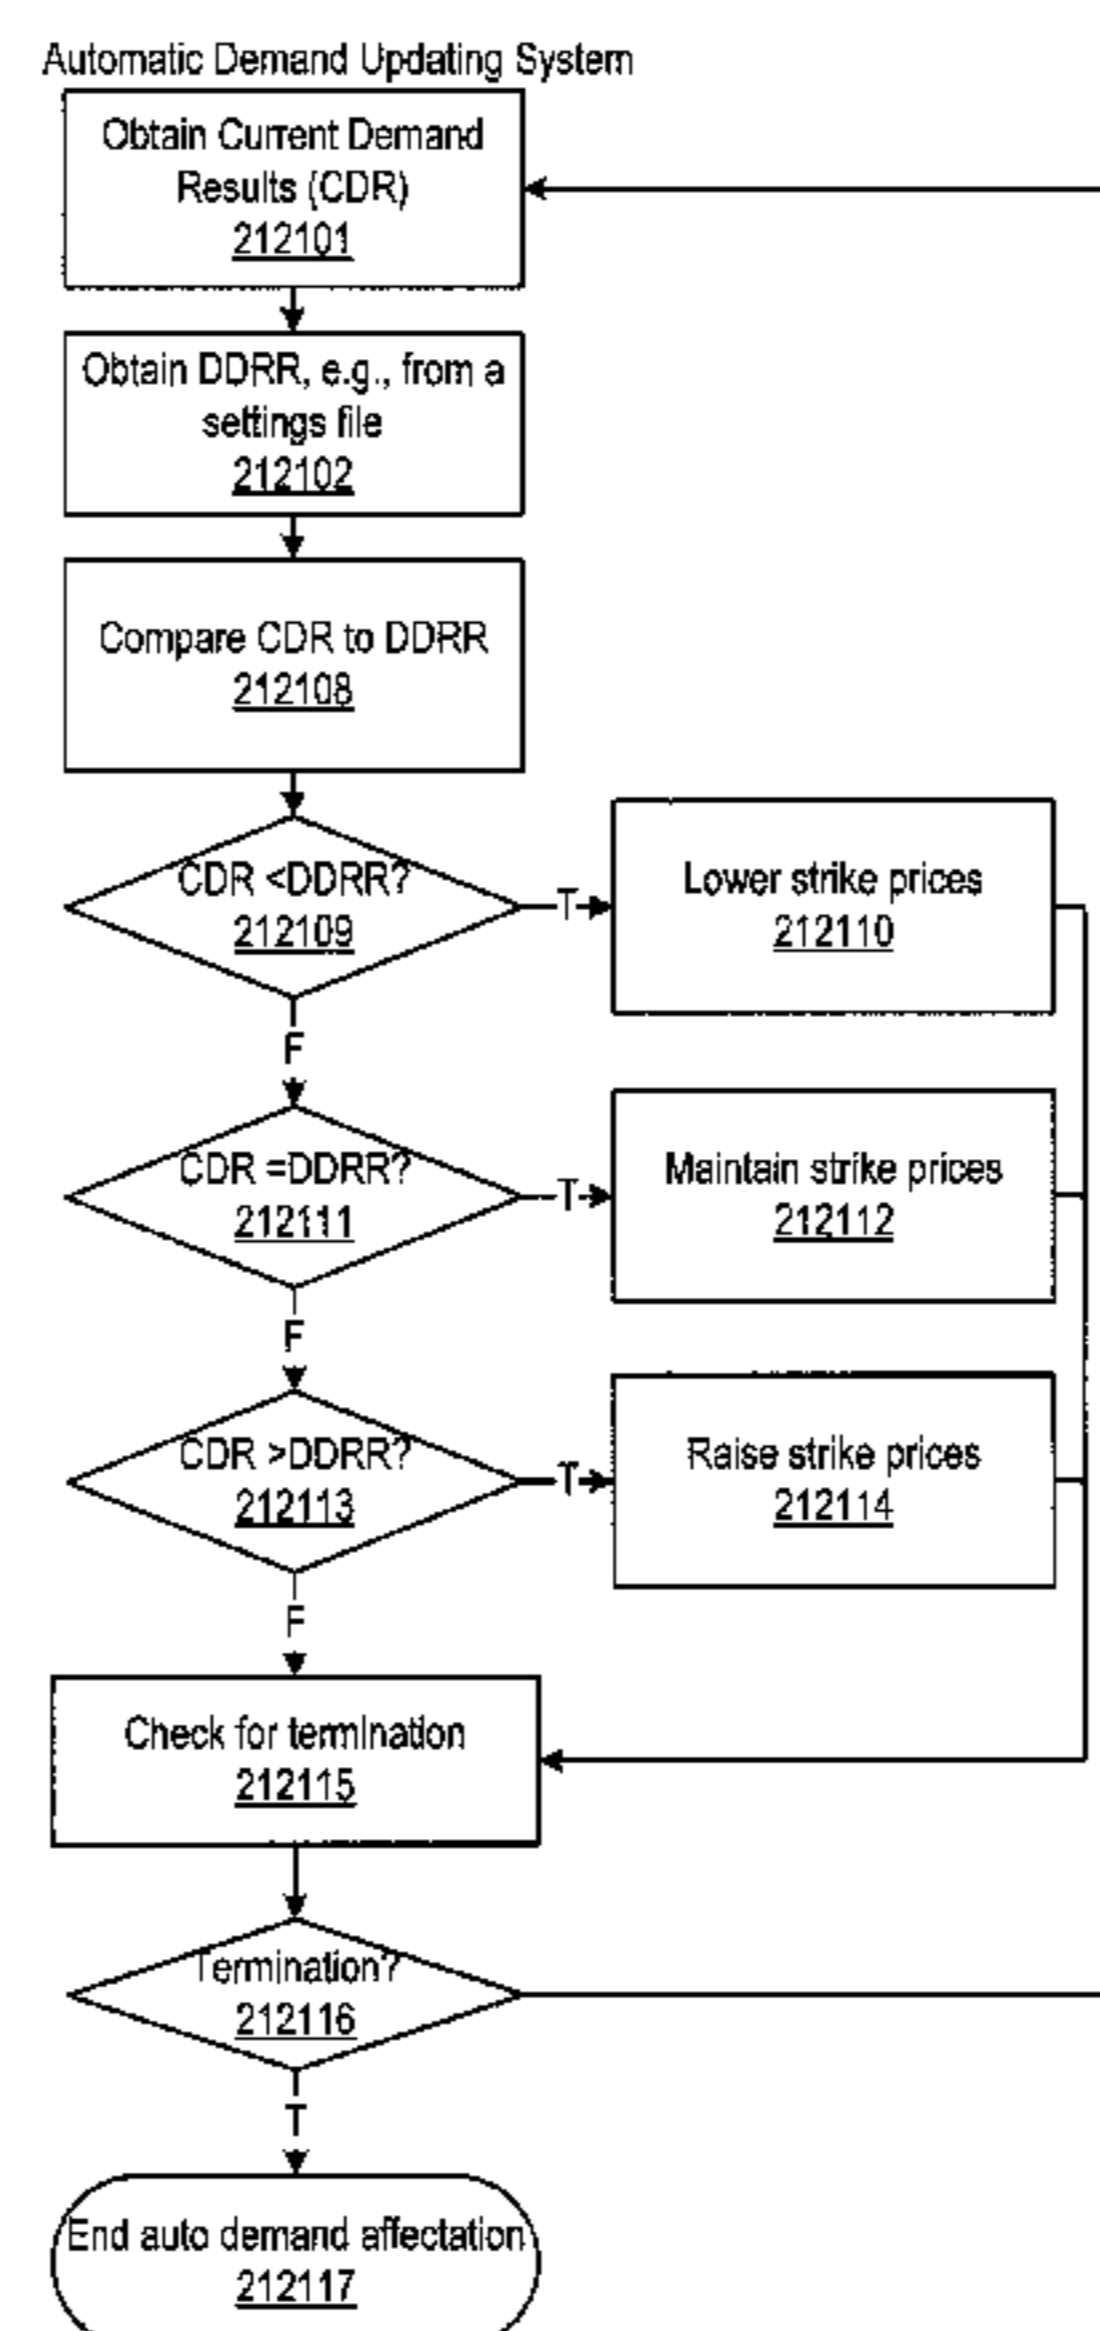 Automatic Demand Updating System
Obtain Current Demand
Results (CDR)
212101
Obtain DDRR, e.g., from a
settings file
212102
Compare CDR to DDRR
212108
CDR <DDRR?
212109
T
Lower strike prices
212110
F
CDR =DDRR?
212111
T
Maintain strike prices
212112
F
CDR >DDRR?
212113
T
Raise strike prices
212114
F
Check for termination
212115
Termination?
212116
T
End auto demand affectation
212117